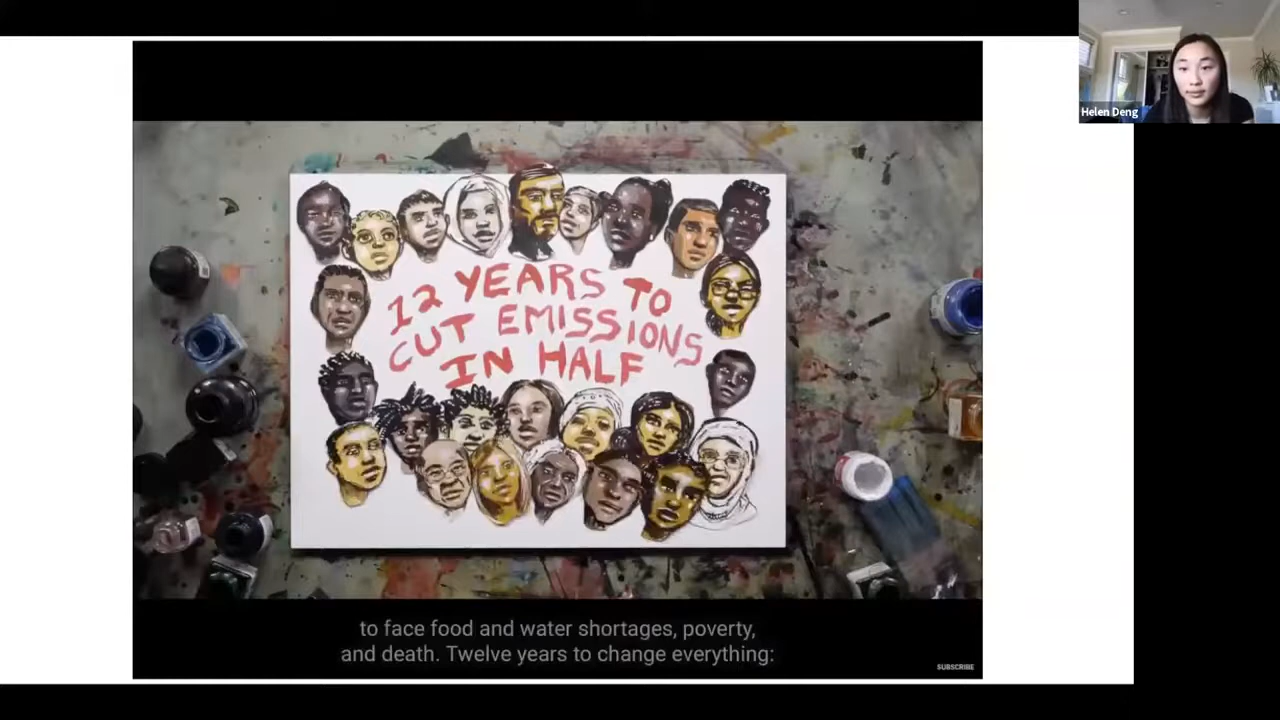 Helen Deng
12 YEARS TO
CUT EMISSIONS
IN HALF
to face food and water shortages, poverty,
and death. Twelve years to change everything:
SUBSCRIBE